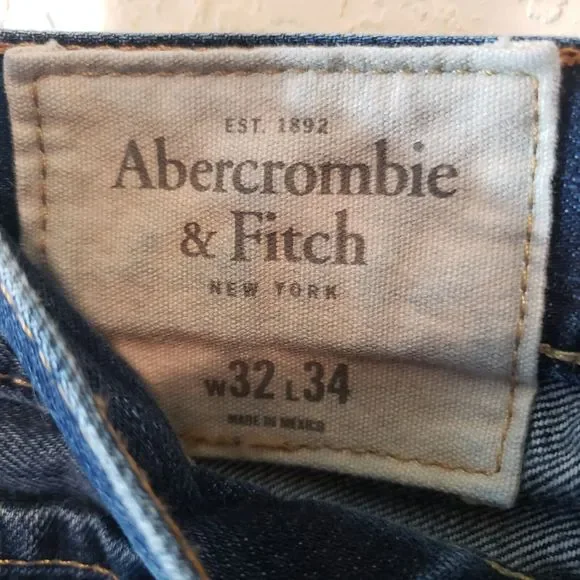 EST. 1892
Abercrombie
& Fitch
NEW YORK
W32 L34
MADE IN MEXICO